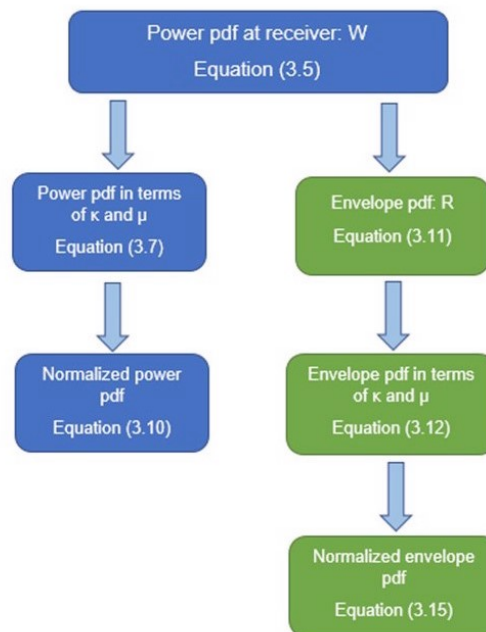 Power pdf at receiver: W
Equation (3.5)
Power pdf in terms
of κ and μ
Equation (3.7)
Normalized power
pdf
Equation (3.10)
Envelope pdf: R
Equation (3.11)
Envelope pdf in terms
of κ and μ
Equation (3.12)
Normalized envelope
pdf
Equation (3.15)